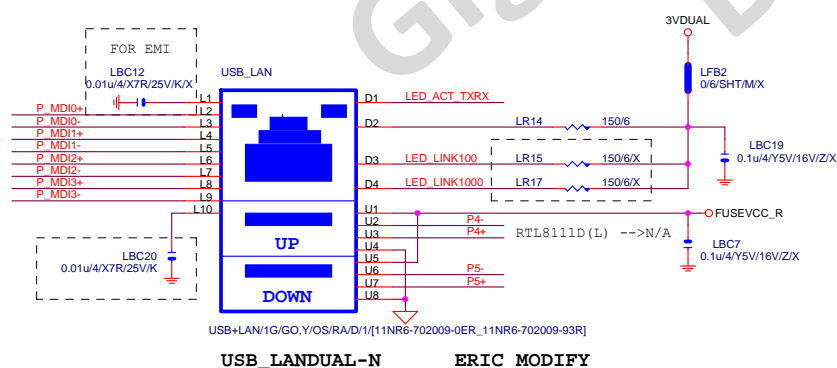 3VDUAL
FOR EMI
LBC12
0.01u/4/X7R/25V/K/X
USB_LAN
LFB2
0/6/SHT/M/X
L1
D1
LED_ACT_TXRX
P_MDI0+
L2
P_MDI0-
L3
D2
LR14
150/6
P_MDI1+
L4
P_MDI1-
L5
LBC19
0.1u/4/Y5V/16V/Z/X
P_MDI2+
L6
D3
LED_LINK100
LR15
150/6/X
P_MDI2-
L7
P_MDI3+
L8
D4
LED_LINK1000
LR17
150/6/X
P_MDI3-
L9
L10
U1
FUSEVCC_R
U2
P4-
U3
P4+
RTL8111D(L) -->N/A
UP
U4
U5
LBC7
0.1u/4/Y5V/16V/Z/X
LBC20
0.01u/4/X7R/25V/K
U6
P5-
U7
P5+
DOWN
U8
USB+LAN/1G/GO,Y/OS/RA/D/1/[11NR6-702009-0ER_11NR6-702009-93R]
USB_LANDUAL-N ERIC MODIFY